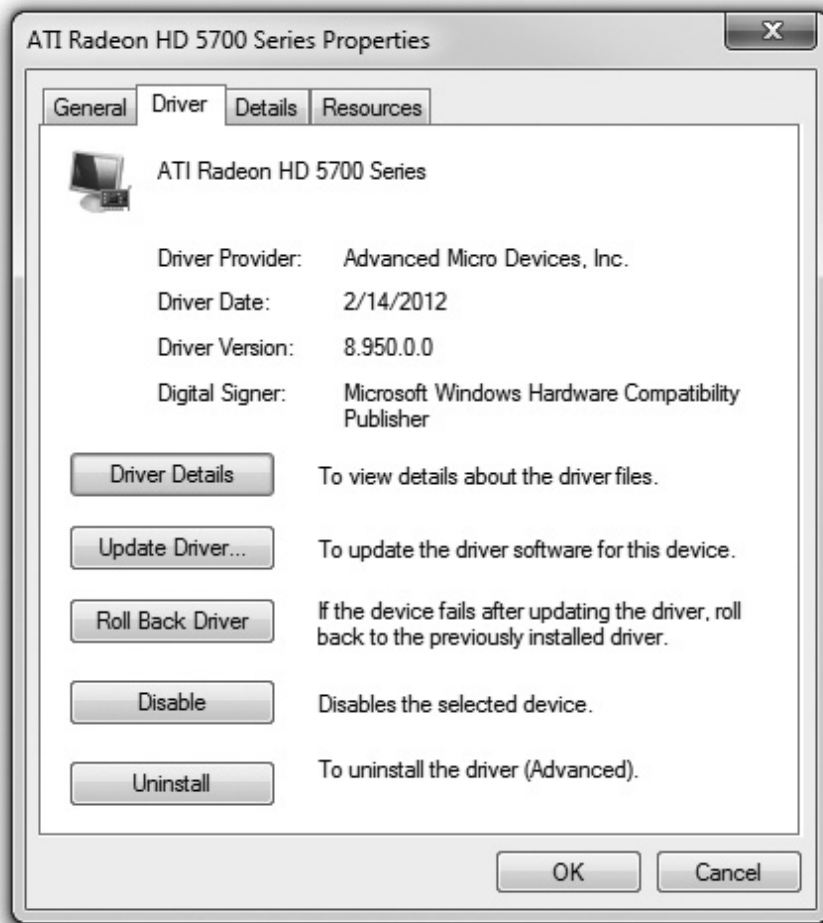 ATI Radeon HD 5700 Series Properties
X
General Driver Details Resources
ATI Radeon HD 5700 Series
Driver Provider: Advanced Micro Devices, Inc.
Driver Date: 2/14/2012
Driver Version: 8.950.0.0
Digital Signer: Microsoft Windows Hardware Compatibility
Publisher
Driver Details To view details about the driver files.
Update Driver... To update the driver software for this device.
Roll Back Driver If the device fails after updating the driver, roll
back to the previously installed driver.
Disable Disables the selected device.
Uninstall To uninstall the driver (Advanced).
OK Cancel